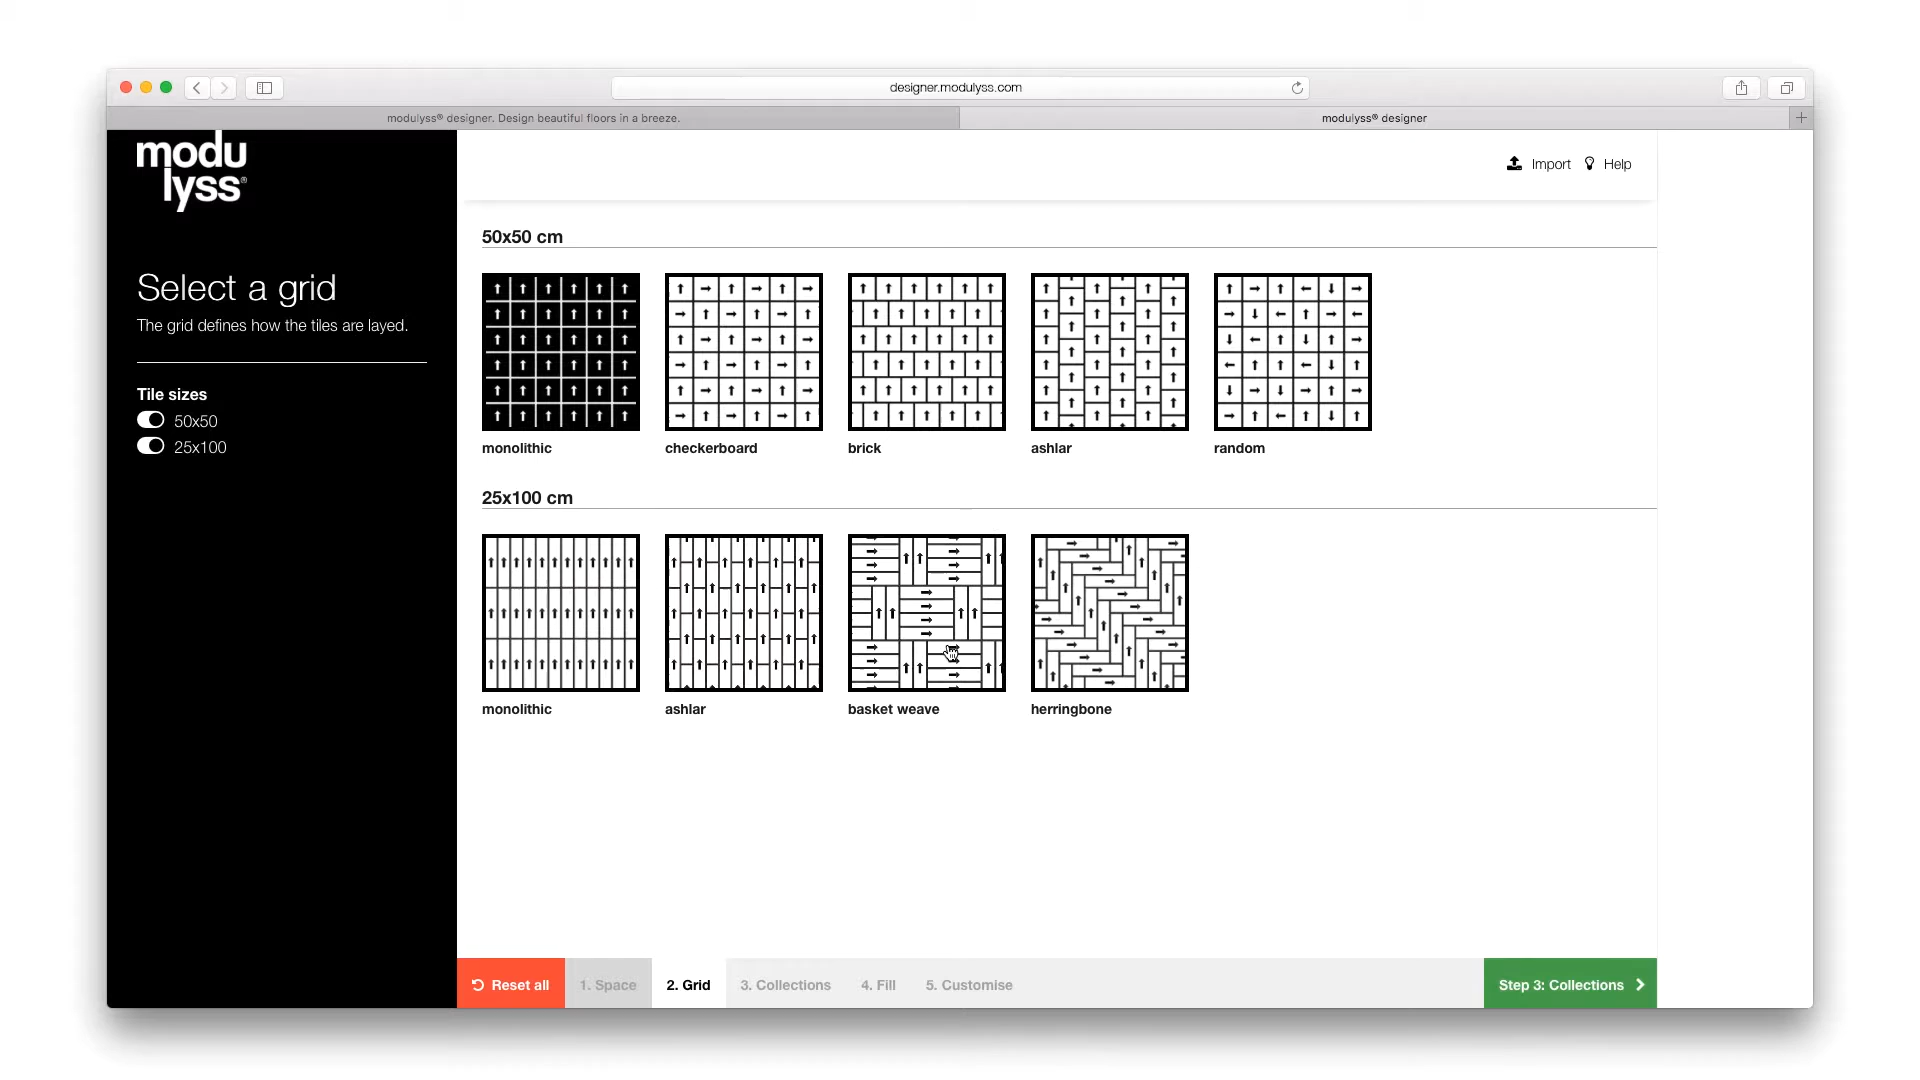 designer.modulyss.com
modulyss® designer. Design beautiful floors in a breeze.
modulyss® designer
modu
lyss®
Import
Help
Select a grid
The grid defines how the tiles are layed.
Tile sizes
50x50
25x100
50x50 cm
monolithic
checkerboard
brick
ashlar
random
25x100 cm
monolithic
ashlar
basket weave
herringbone
Reset all
1. Space
2. Grid
3. Collections
4. Fill
5. Customise
Step 3: Collections